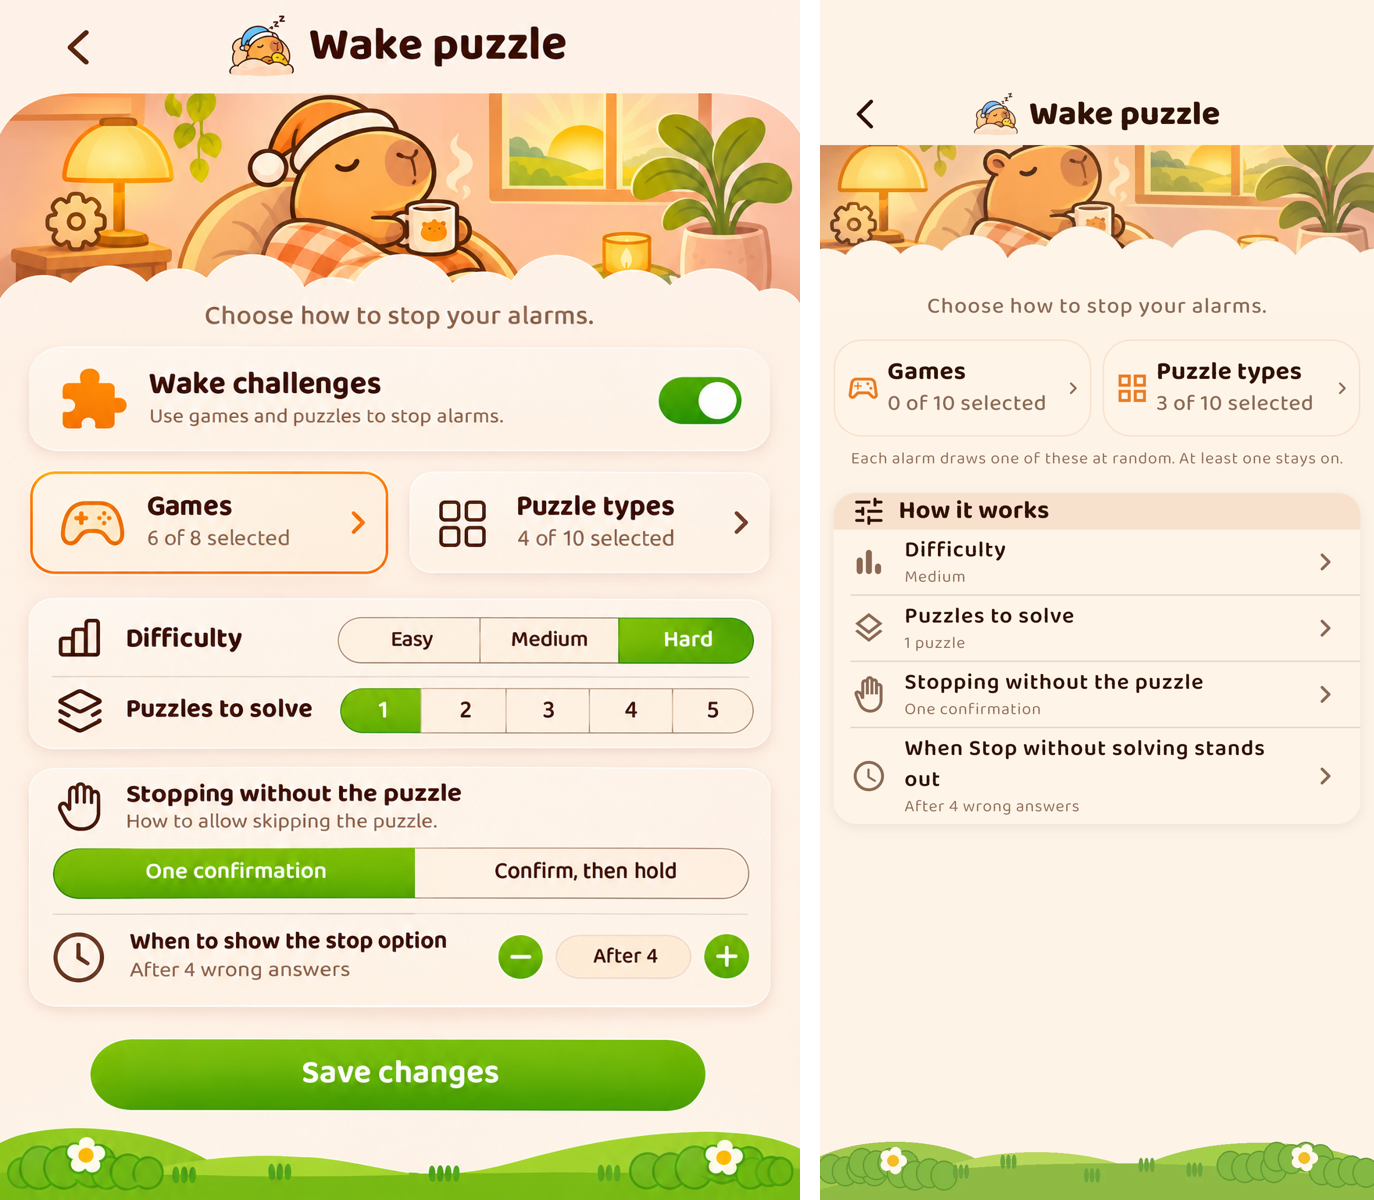 Wake puzzle
Choose how to stop your alarms.
Wake challenges
Use games and puzzles to stop alarms.
Games
6 of 8 selected
Puzzle types
4 of 10 selected
Difficulty
Easy
Medium
Hard
Puzzles to solve
1
2
3
4
5
Stopping without the puzzle
How to allow skipping the puzzle.
One confirmation
Confirm, then hold
When to show the stop option
After 4 wrong answers
After 4
Save changes
Wake puzzle
Choose how to stop your alarms.
Games
0 of 10 selected
Puzzle types
3 of 10 selected
Each alarm draws one of these at random. At least one stays on.
How it works
Difficulty
Medium
Puzzles to solve
1 puzzle
Stopping without the puzzle
One confirmation
When Stop without solving stands
out
After 4 wrong answers